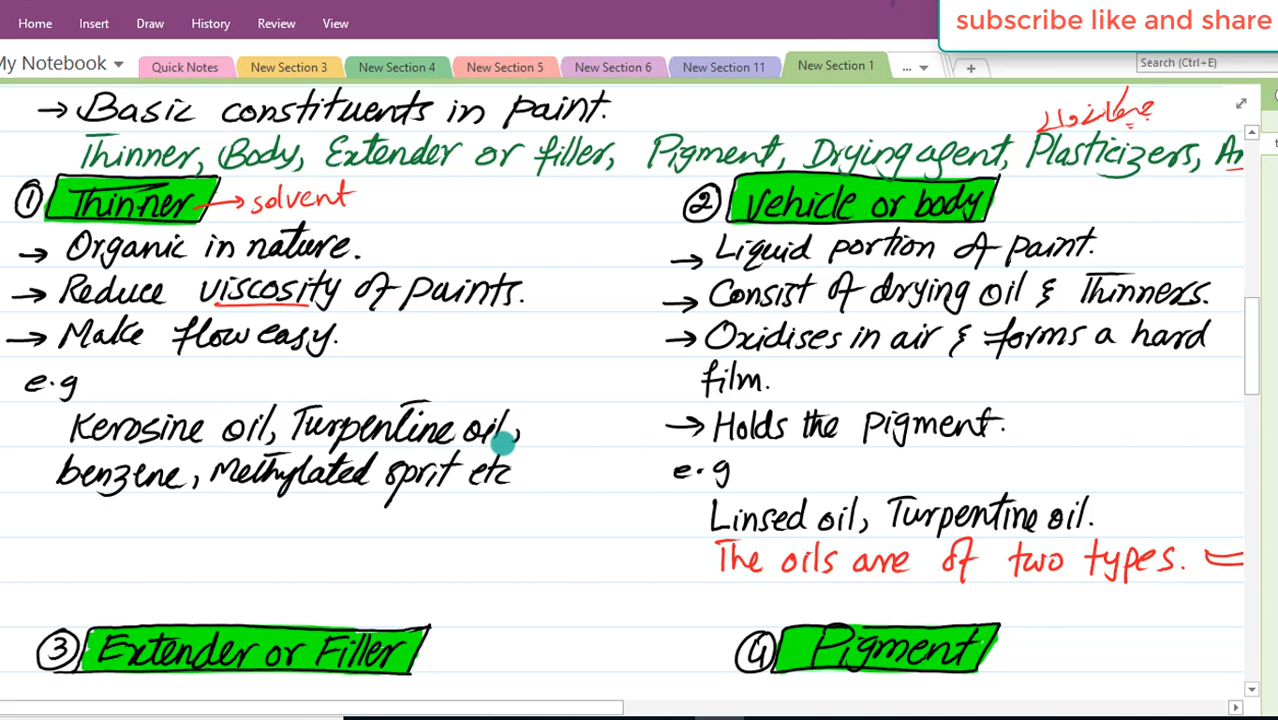 subscribe like and share
Home Insert Draw History Review View
My Notebook Quick Notes New Section 3 New Section 4 New Section 5 New Section 6 New Section 11 New Section 1 ... + Search (Ctrl+E)
→ Basic constituents in paint.
Thinner, Body, Extender or filler, Pigment, Drying agent, Plasticizers, An
① Thinner → solvent
→ Organic in nature.
→ Reduce viscosity of paints.
→ Make flow easy.
e.g
Kerosine oil, Turpentine oil,
benzene, Methylated sprit etc
② Vehicle or body
→ Liquid portion of paint.
→ Consist of drying oil & Thinners.
→ Oxidises in air & forms a hard
film.
→ Holds the pigment.
e.g
Linsed oil, Turpentine oil.
The oils are of two types.
③ Extender or Filler
④ Pigment